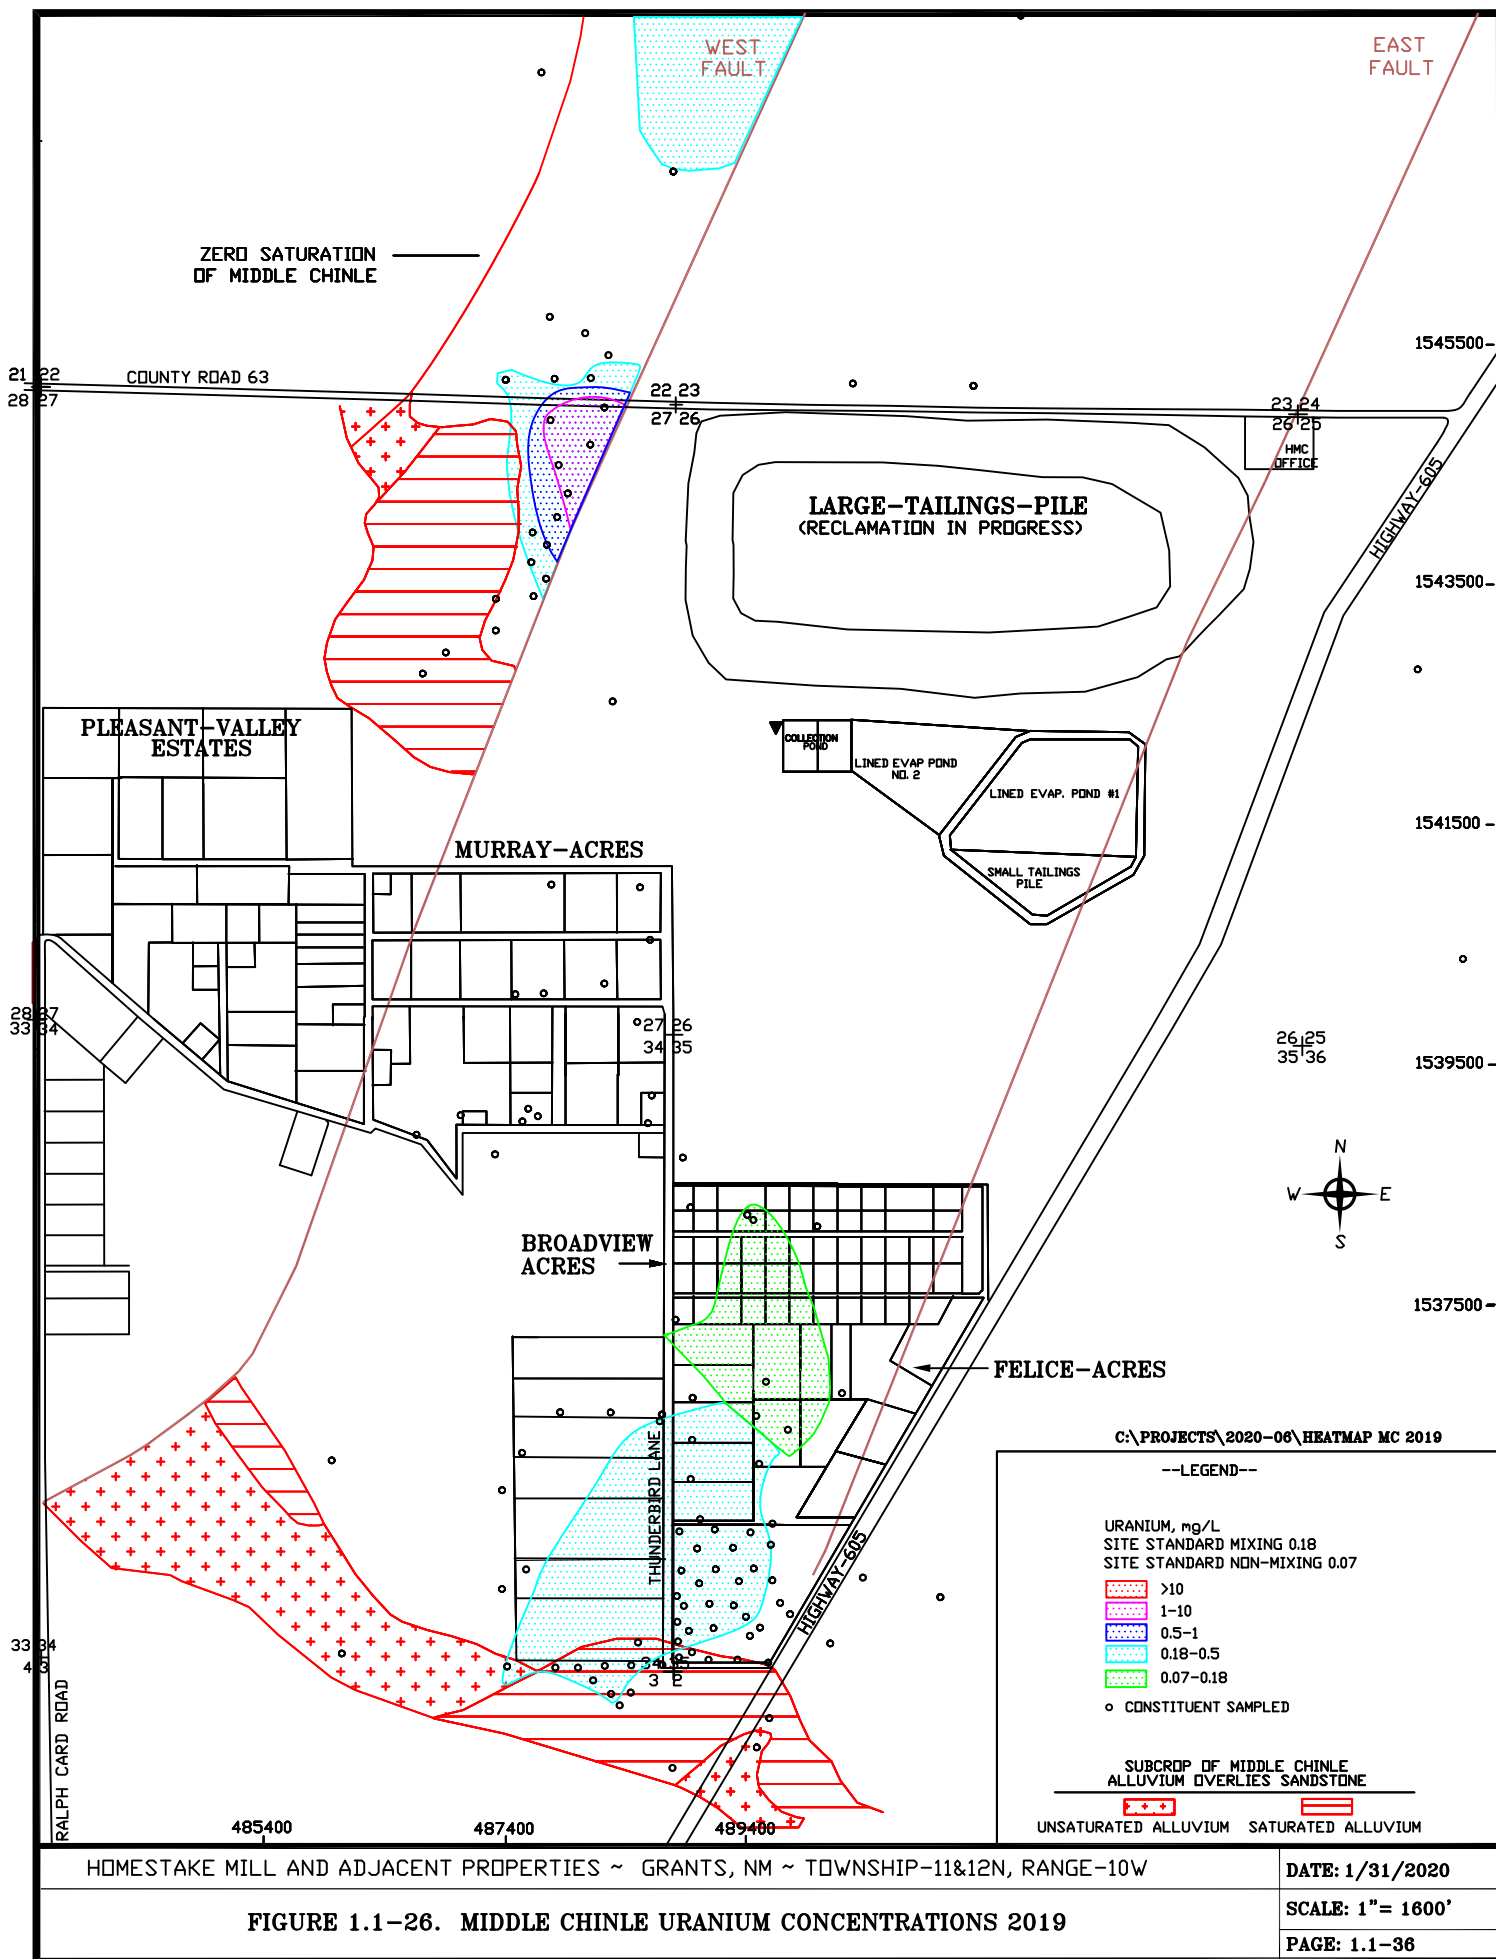 WEST
FAULT
EAST
FAULT
ZERO SATURATION
OF MIDDLE CHINLE
1545500
21 22
28 27
COUNTY ROAD 63
22 23
27 26
23 24
26 25
HMC
OFFICE
HIGHWAY-605
LARGE-TAILINGS-PILE
(RECLAMATION IN PROGRESS)
1543500
PLEASANT-VALLEY
ESTATES
COLLECTION
POND
LINED EVAP POND
NO. 2
LINED EVAP. POND #1
1541500
SMALL TAILINGS
PILE
MURRAY-ACRES
28 27
33 34
27 26
34 35
26 25
35 36
1539500
N
W E
S
BROADVIEW
ACRES
1537500
FELICE-ACRES
THUNDERBIRD LANE
HIGHWAY-605
C:\PROJECTS\2020-06\HEATMAP MC 2019
--LEGEND--
URANIUM, mg/L
SITE STANDARD MIXING 0.18
SITE STANDARD NON-MIXING 0.07
>10
1-10
0.5-1
0.18-0.5
0.07-0.18
CONSTITUENT SAMPLED
SUBCROP OF MIDDLE CHINLE
ALLUVIUM OVERLIES SANDSTONE
UNSATURATED ALLUVIUM SATURATED ALLUVIUM
33 34
4 3
34 35
3 2
RALPH CARD ROAD
485400
487400
489400
HOMESTAKE MILL AND ADJACENT PROPERTIES ~ GRANTS, NM ~ TOWNSHIP-11&12N, RANGE-10W
DATE: 1/31/2020
FIGURE 1.1-26. MIDDLE CHINLE URANIUM CONCENTRATIONS 2019
SCALE: 1"= 1600'
PAGE: 1.1-36